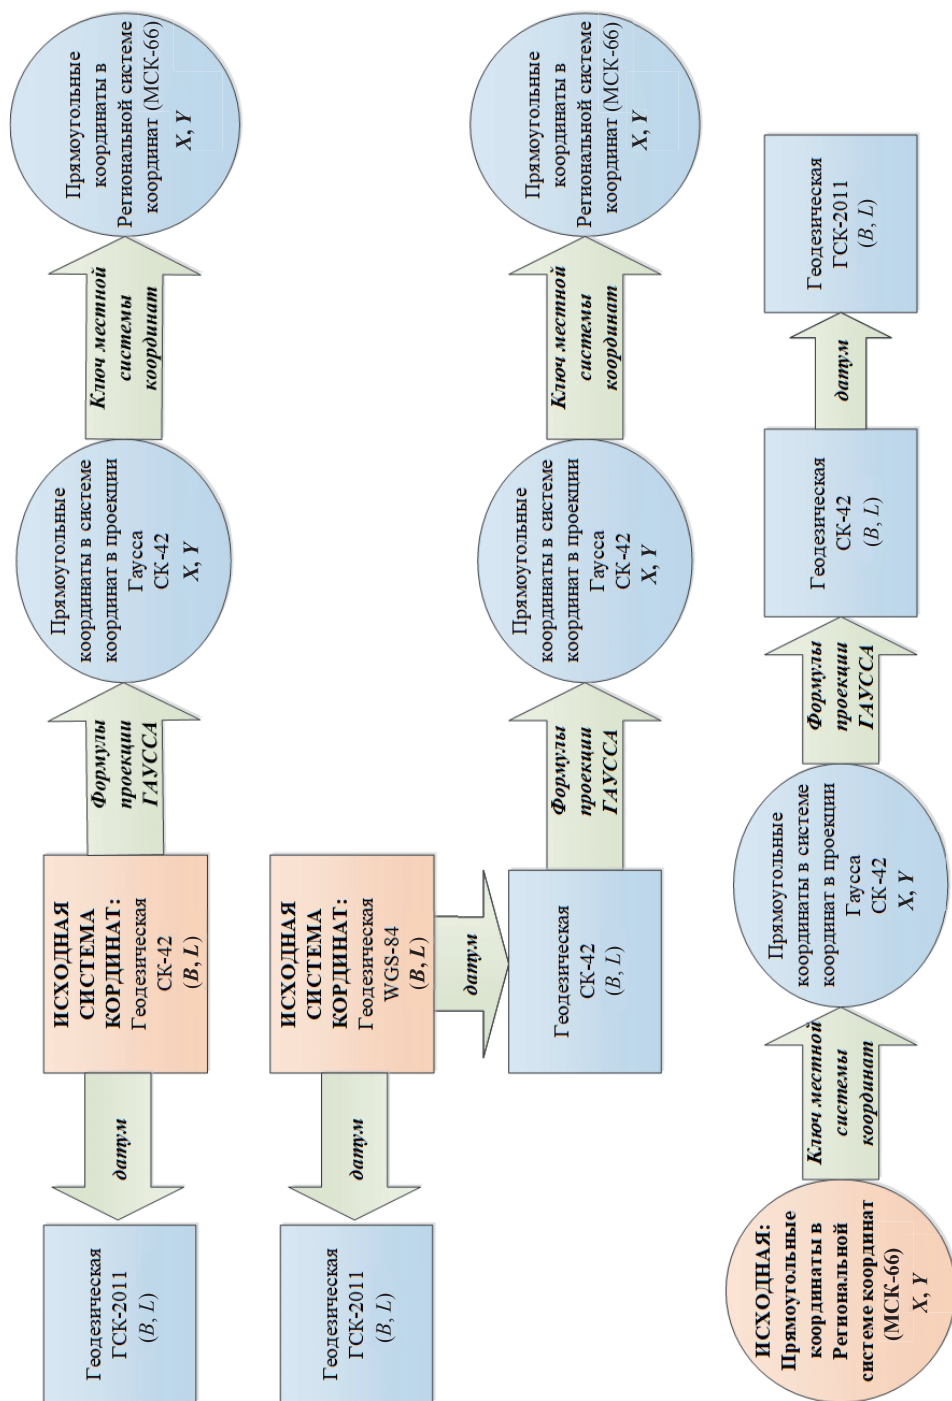 Геодезическая
ГСК-2011
(B, L)
датум
ИСХОДНАЯ
СИСТЕМА
КОРДИНАТ:
Геодезическая
СК-42
(B, L)
Формулы
проекции
ГАУССА
Прямоугольные
координаты в системе
координат в проекции
Гаусса
СК-42
X, Y
Ключ местной
системы
координат
Прямоугольные
координаты в
Региональной системе
координат (МСК-66)
X, Y
Геодезическая
ГСК-2011
(B, L)
датум
ИСХОДНАЯ
СИСТЕМА
КОРДИНАТ:
Геодезическая
WGS-84
(B, L)
датум
Геодезическая
СК-42
(B, L)
Формулы
проекции
ГАУССА
Прямоугольные
координаты в системе
координат в проекции
Гаусса
СК-42
X, Y
Ключ местной
системы
координат
Прямоугольные
координаты в
Региональной системе
координат (МСК-66)
X, Y
ИСХОДНАЯ:
Прямоугольные
координаты в
Региональной
системе координат
(МСК-66)
X, Y
Ключ местной
системы
координат
Прямоугольные
координаты в системе
координат в проекции
Гаусса
СК-42
X, Y
Формулы
проекции
ГАУССА
Геодезическая
СК-42
(B, L)
датум
Геодезическая
ГСК-2011
(B, L)